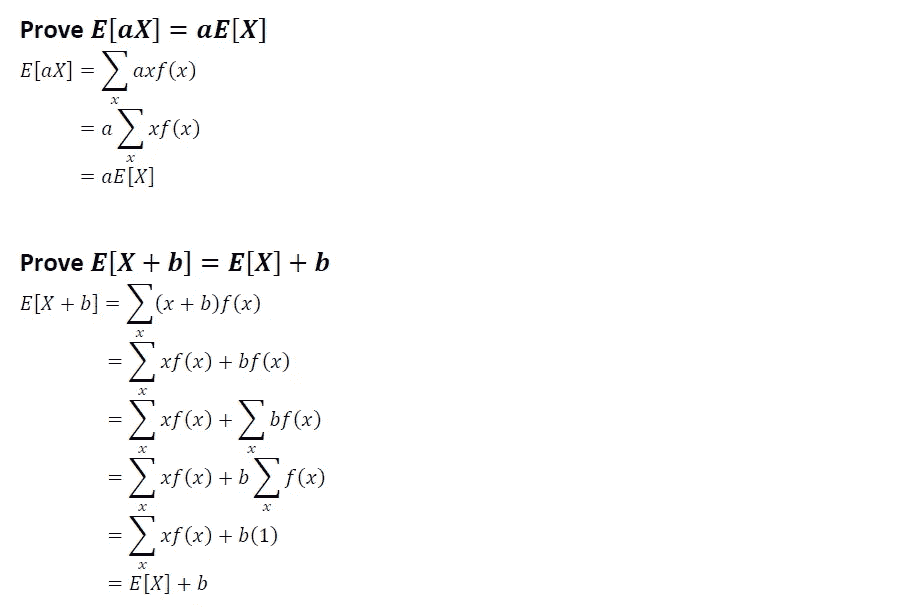 Prove E[aX] = aE[X]
E[aX] = ∑ₓ axf(x)
= a ∑ₓ xf(x)
= aE[X]
Prove E[X + b] = E[X] + b
E[X + b] = ∑ₓ (x + b)f(x)
= ∑ₓ xf(x) + bf(x)
= ∑ₓ xf(x) + ∑ₓ bf(x)
= ∑ₓ xf(x) + b ∑ₓ f(x)
= ∑ₓ xf(x) + b(1)
= E[X] + b